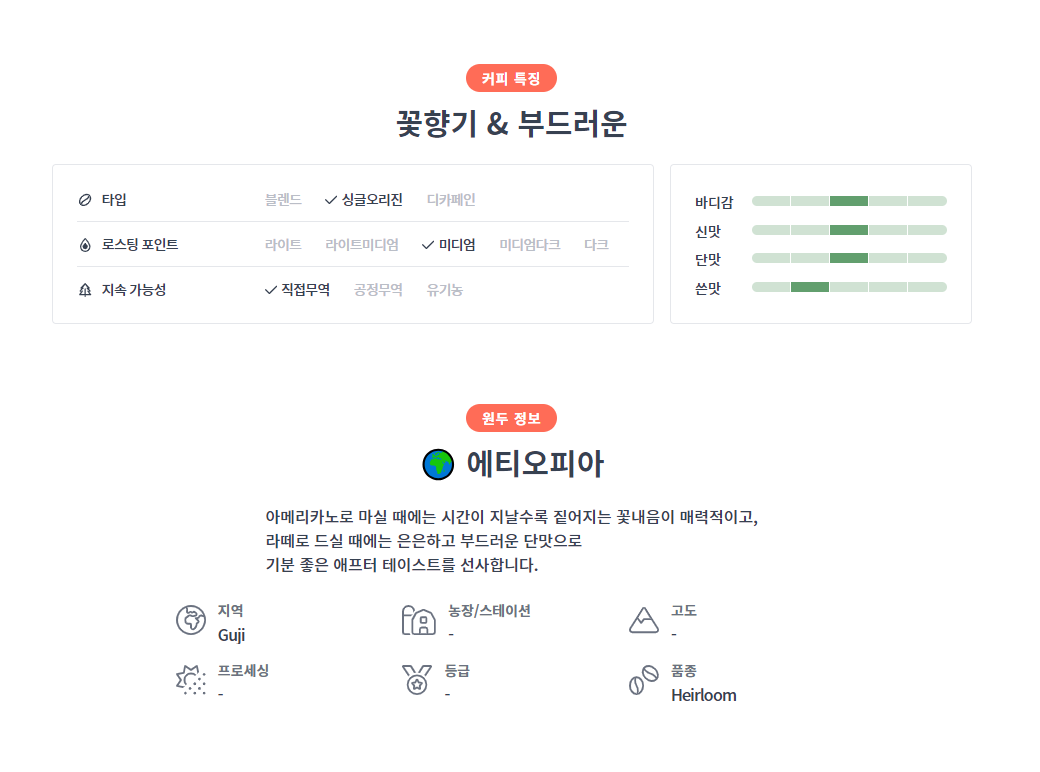 커피 특징
꽃향기 & 부드러운
타입 블렌드 싱글오리진 디카페인
로스팅 포인트 라이트 라이트미디엄 미디엄 미디엄다크 다크
지속 가능성 직접무역 공정무역 유기농
바디감
신맛
단맛
쓴맛
원두 정보
에티오피아
아메리카노로 마실 때에는 시간이 지날수록 짙어지는 꽃내음이 매력적이고,
라떼로 드실 때에는 은은하고 부드러운 단맛으로
기분 좋은 애프터 테이스트를 선사합니다.
지역 농장/스테이션 고도
Guji - -
프로세싱 등급 품종
- - Heirloom